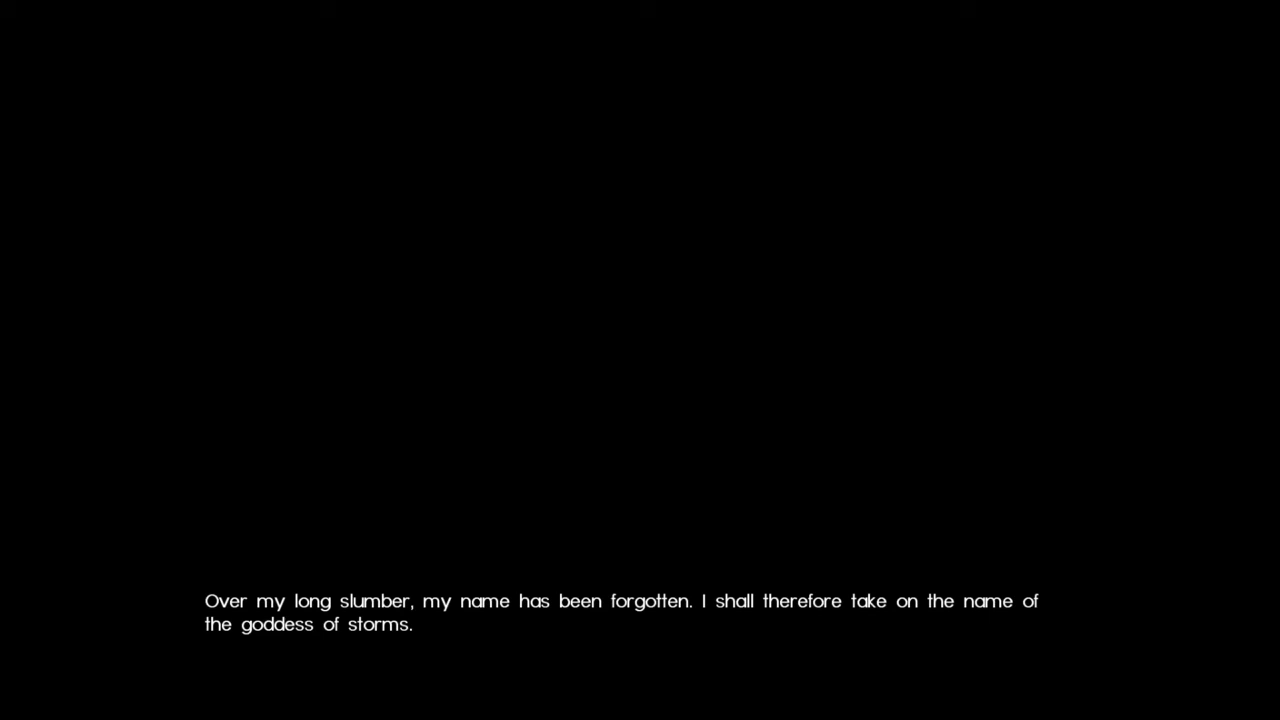 Over my long slumber, my name has been forgotten. I shall therefore take on the name of
the goddess of storms.